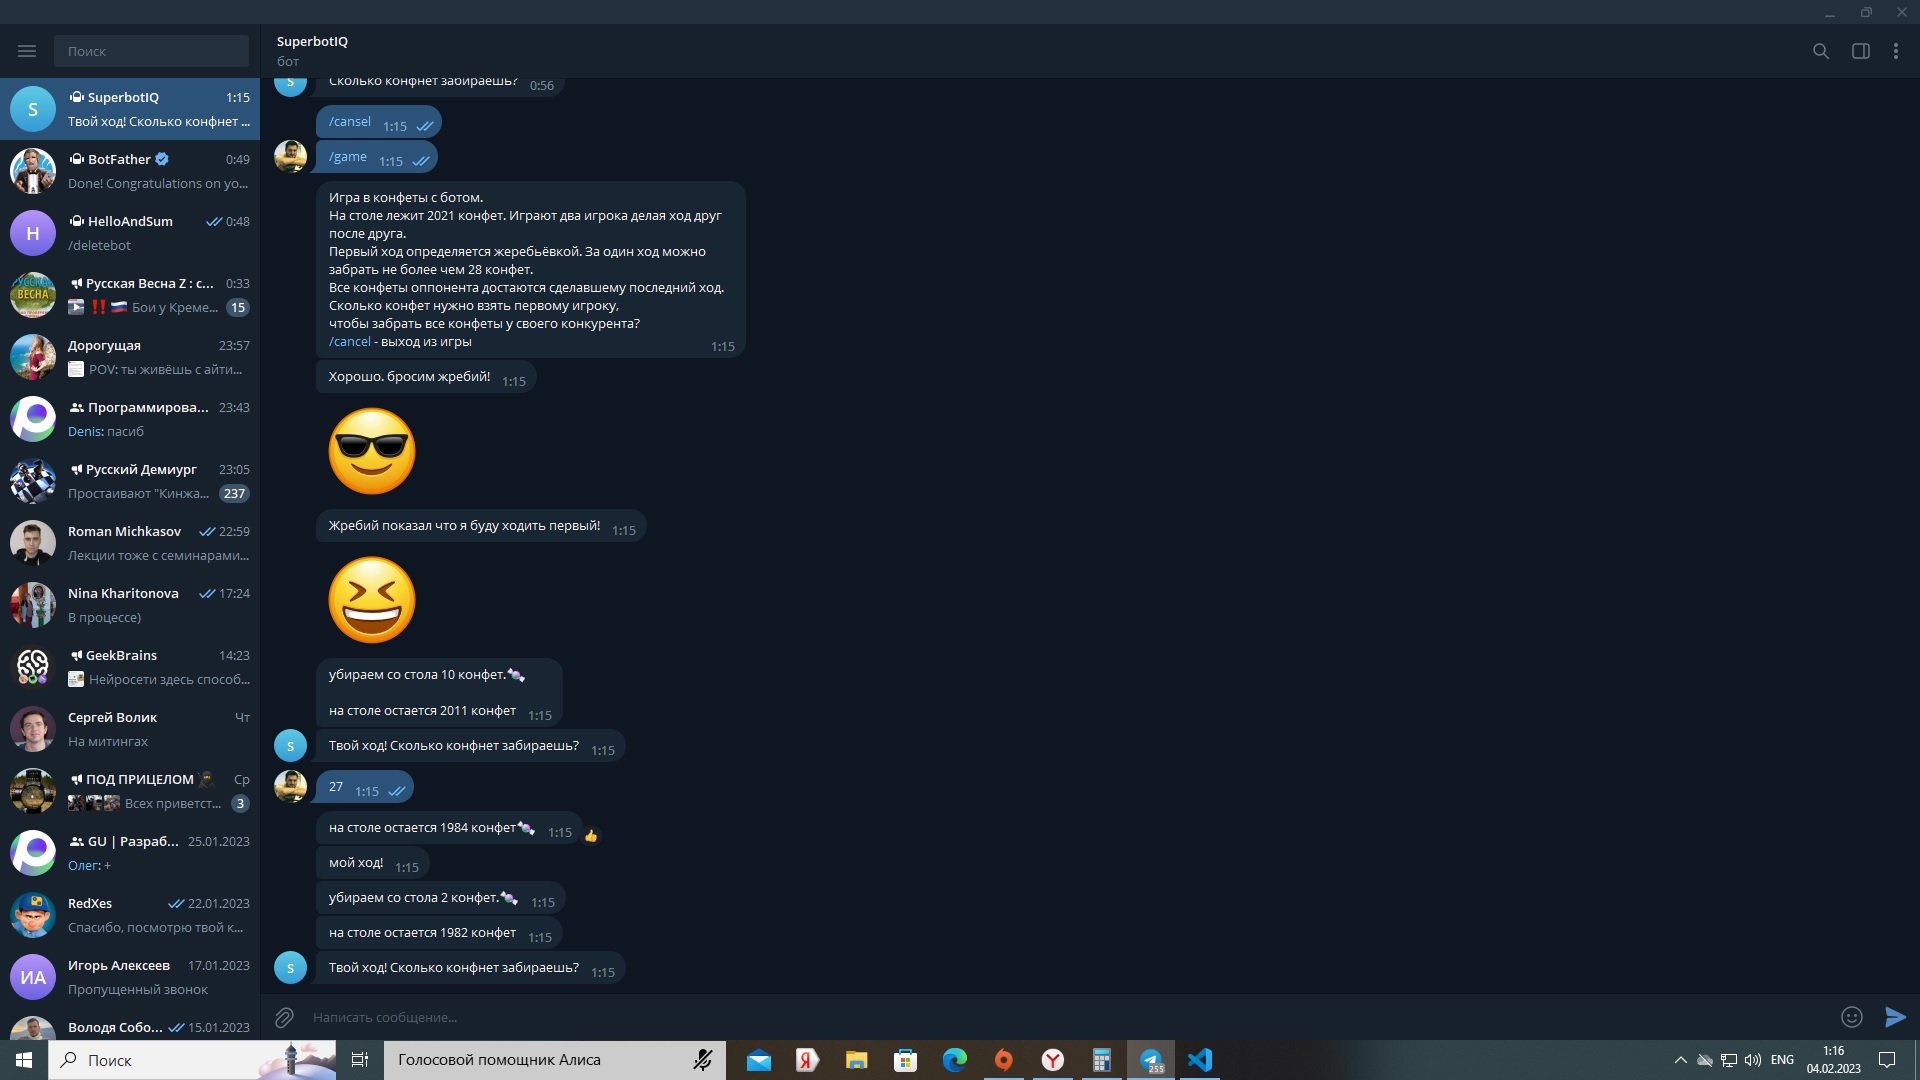 Поиск
SuperbotIQ
1:15
Твой ход! Сколько конфнет ...
BotFather
0:49
Done! Congratulations on yo...
H
HelloAndSum
0:48
/deletebot
Русская Весна Z : с...
0:33
Бои у Креме...
15
Дорогущая
23:57
POV: ты живёшь с айти...
Программирова...
23:43
Denis: пасиб
Русский Демиург
23:05
Простаивают "Кинжа...
237
Roman Michkasov
22:59
Лекции тоже с семинарами...
Nina Kharitonova
17:24
В процессе)
GeekBrains
14:23
Нейросети здесь способ...
Сергей Волик
Чт
На митингах
ПОД ПРИЦЕЛОМ
Ср
Всех приветст...
3
GU | Разраб...
25.01.2023
Олег: +
RedXes
22.01.2023
Спасибо, посмотрю твой к...
ИА
Игорь Алексеев
17.01.2023
Пропущенный звонок
Володя Собо...
15.01.2023
SuperbotIQ
бот
S
Сколько конфнет забираешь? 0:56
/cansel 1:15
/game 1:15
Игра в конфеты с ботом.
На столе лежит 2021 конфет. Играют два игрока делая ход друг
после друга.
Первый ход определяется жеребьёвкой. За один ход можно
забрать не более чем 28 конфет.
Все конфеты оппонента достаются сделавшему последний ход.
Сколько конфет нужно взять первому игроку,
чтобы забрать все конфеты у своего конкурента?
/cancel - выход из игры 1:15
Хорошо. бросим жребий! 1:15
Жребий показал что я буду ходить первый! 1:15
убираем со стола 10 конфет.
на столе остается 2011 конфет 1:15
S
Твой ход! Сколько конфнет забираешь? 1:15
27 1:15
на столе остается 1984 конфет 1:15
мой ход! 1:15
убираем со стола 2 конфет. 1:15
на столе остается 1982 конфет 1:15
S
Твой ход! Сколько конфнет забираешь? 1:15
Написать сообщение...
Поиск
Голосовой помощник Алиса
255
ENG
1:16
04.02.2023